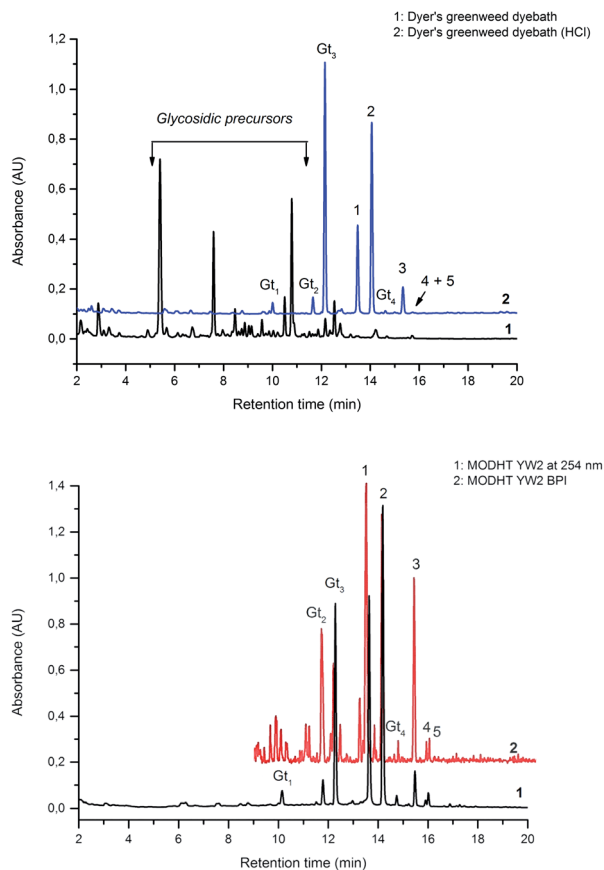 1: Dyer's greenweed dyebath
2: Dyer's greenweed dyebath (HCl)
1,2
1,0
0,8
0,6
0,4
0,2
0,0
Absorbance (AU)
Glycosidic precursors
Gt3
2
1
3
4 + 5
Gt1
Gt2
Gt4
2
1
2 4 6 8 10 12 14 16 18 20
Retention time (min)
1: MODHT YW2 at 254 nm
2: MODHT YW2 BPI
1,4
1,2
1,0
0,8
0,6
0,4
0,2
0,0
Absorbance (AU)
1
2
3
Gt3
Gt2
Gt4
4 5
2
Gt1
1
2 10 12 14 16 18 20
Retention time (min)